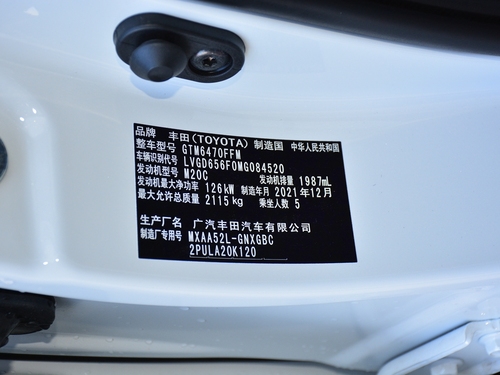 品牌 丰田(TOYOTA) 制造国 中华人民共和国
整车型号 GTM6470FFM
车辆识别代号 LVGD656F0MG084520
发动机型号 M20C 发动机排量 1987mL
发动机最大净功率 126kW 制造年月 2021年12月
最大允许总质量 2115kg 乘坐人数 5
生产厂名 广汽丰田汽车有限公司
制造厂专用号 MXAA52L-GNXGBC
2PULA20K120